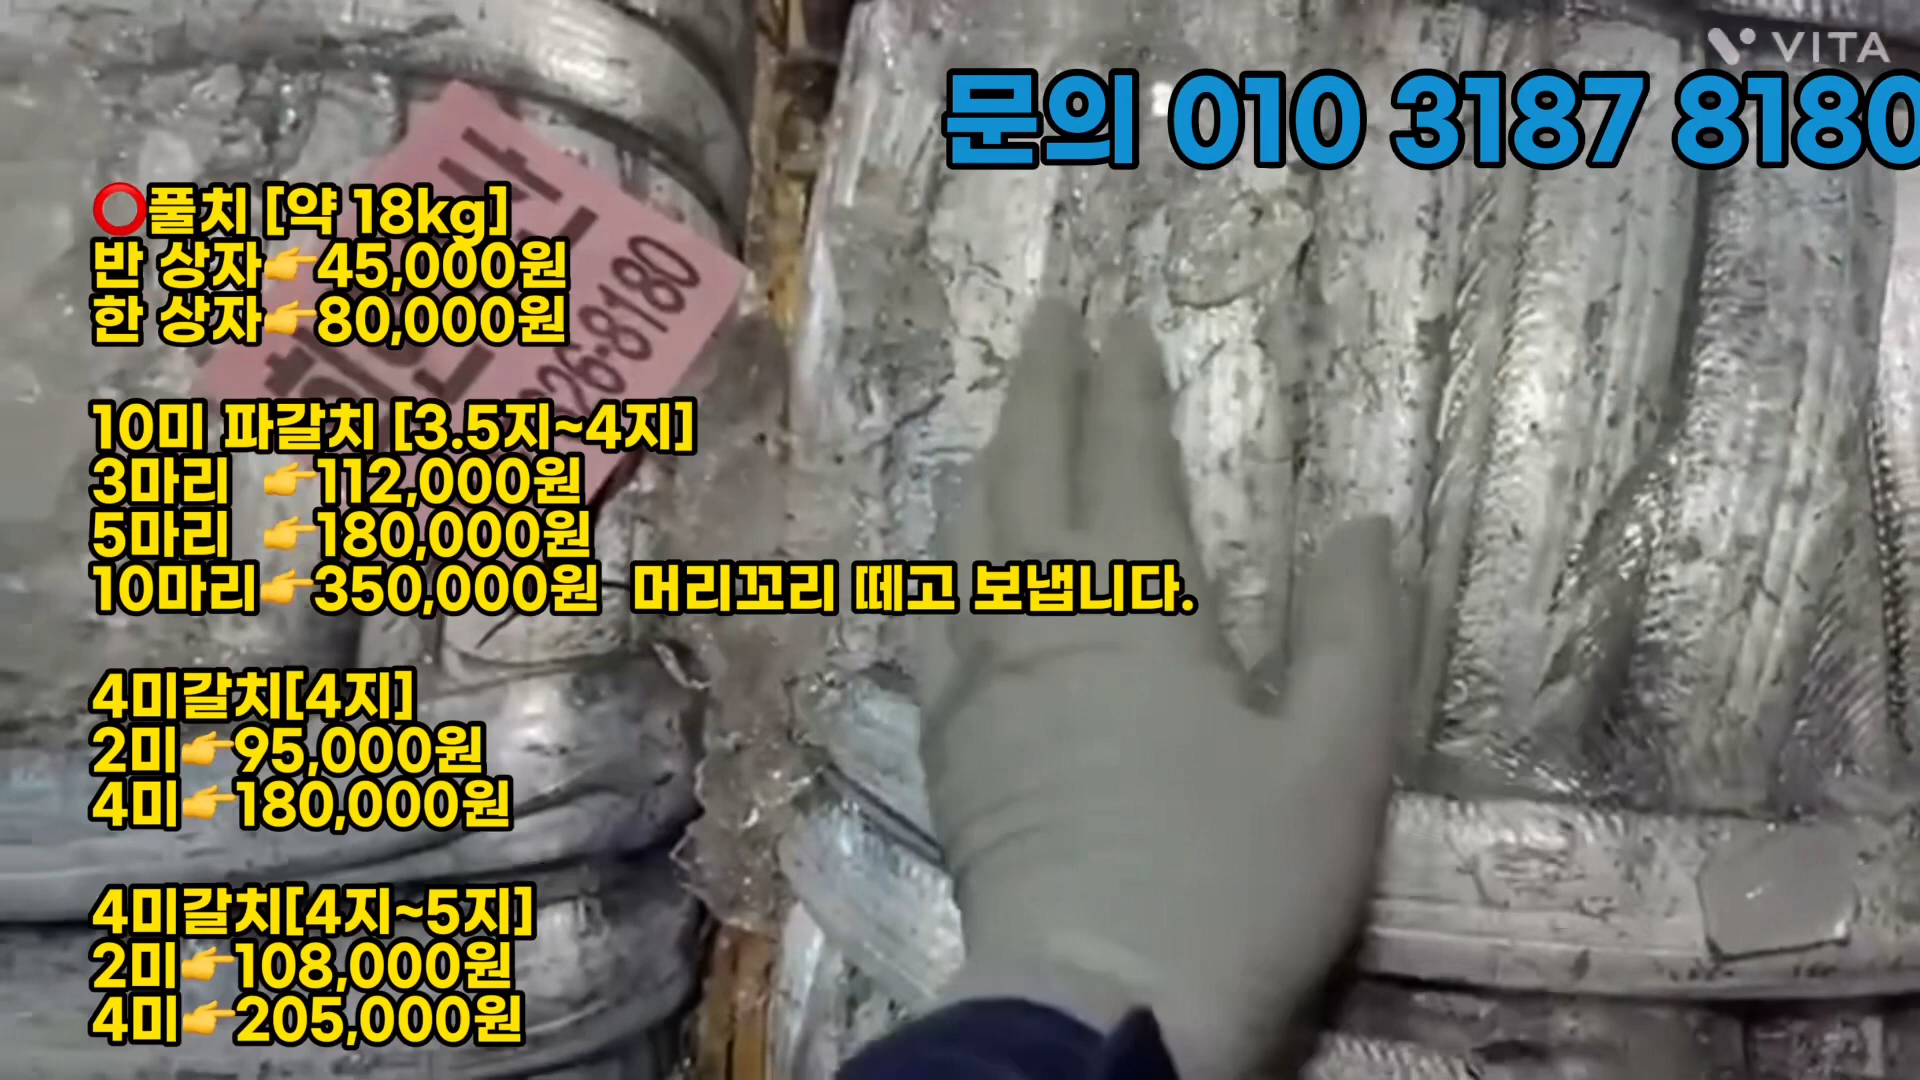 VITA
문의 010 3187 8180
⭕풀치 [약 18kg]
반 상자👉45,000원
한 상자👉80,000원
10미 파갈치 [3.5지~4지]
3마리 👉112,000원
5마리 👉180,000원
10마리👉350,000원 머리꼬리 떼고 보냅니다.
4미갈치[4지]
2미👉95,000원
4미👉180,000원
4미갈치[4지~5지]
2미👉108,000원
4미👉205,000원
26-8180